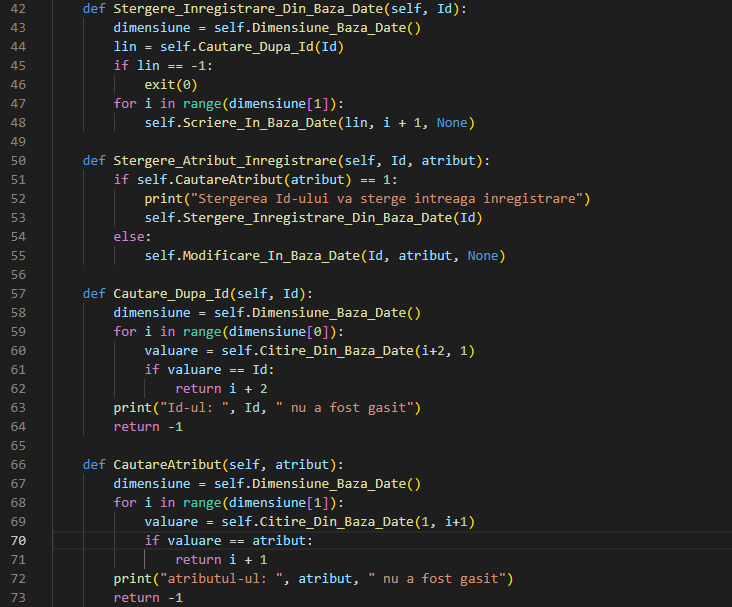 42 def Stergere_Inregistrare_Din_Baza_Date(self, Id):
43 dimensiune = self.Dimensiune_Baza_Date()
44 lin = self.Cautare_Dupa_Id(Id)
45 if lin == -1:
46 exit(0)
47 for i in range(dimensiune[1]):
48 self.Scriere_In_Baza_Date(lin, i + 1, None)
49
50 def Stergere_Atribut_Inregistrare(self, Id, atribut):
51 if self.CautareAtribut(atribut) == 1:
52 print("Stergerea Id-ului va sterge intreaga inregistrare")
53 self.Stergere_Inregistrare_Din_Baza_Date(Id)
54 else:
55 self.Modificare_In_Baza_Date(Id, atribut, None)
56
57 def Cautare_Dupa_Id(self, Id):
58 dimensiune = self.Dimensiune_Baza_Date()
59 for i in range(dimensiune[0]):
60 valuare = self.Citire_Din_Baza_Date(i+2, 1)
61 if valuare == Id:
62 return i + 2
63 print("Id-ul: ", Id, " nu a fost gasit")
64 return -1
65
66 def CautareAtribut(self, atribut):
67 dimensiune = self.Dimensiune_Baza_Date()
68 for i in range(dimensiune[1]):
69 valuare = self.Citire_Din_Baza_Date(1, i+1)
70 if valuare == atribut:
71 return i + 1
72 print("atributul-ul: ", atribut, " nu a fost gasit")
73 return -1